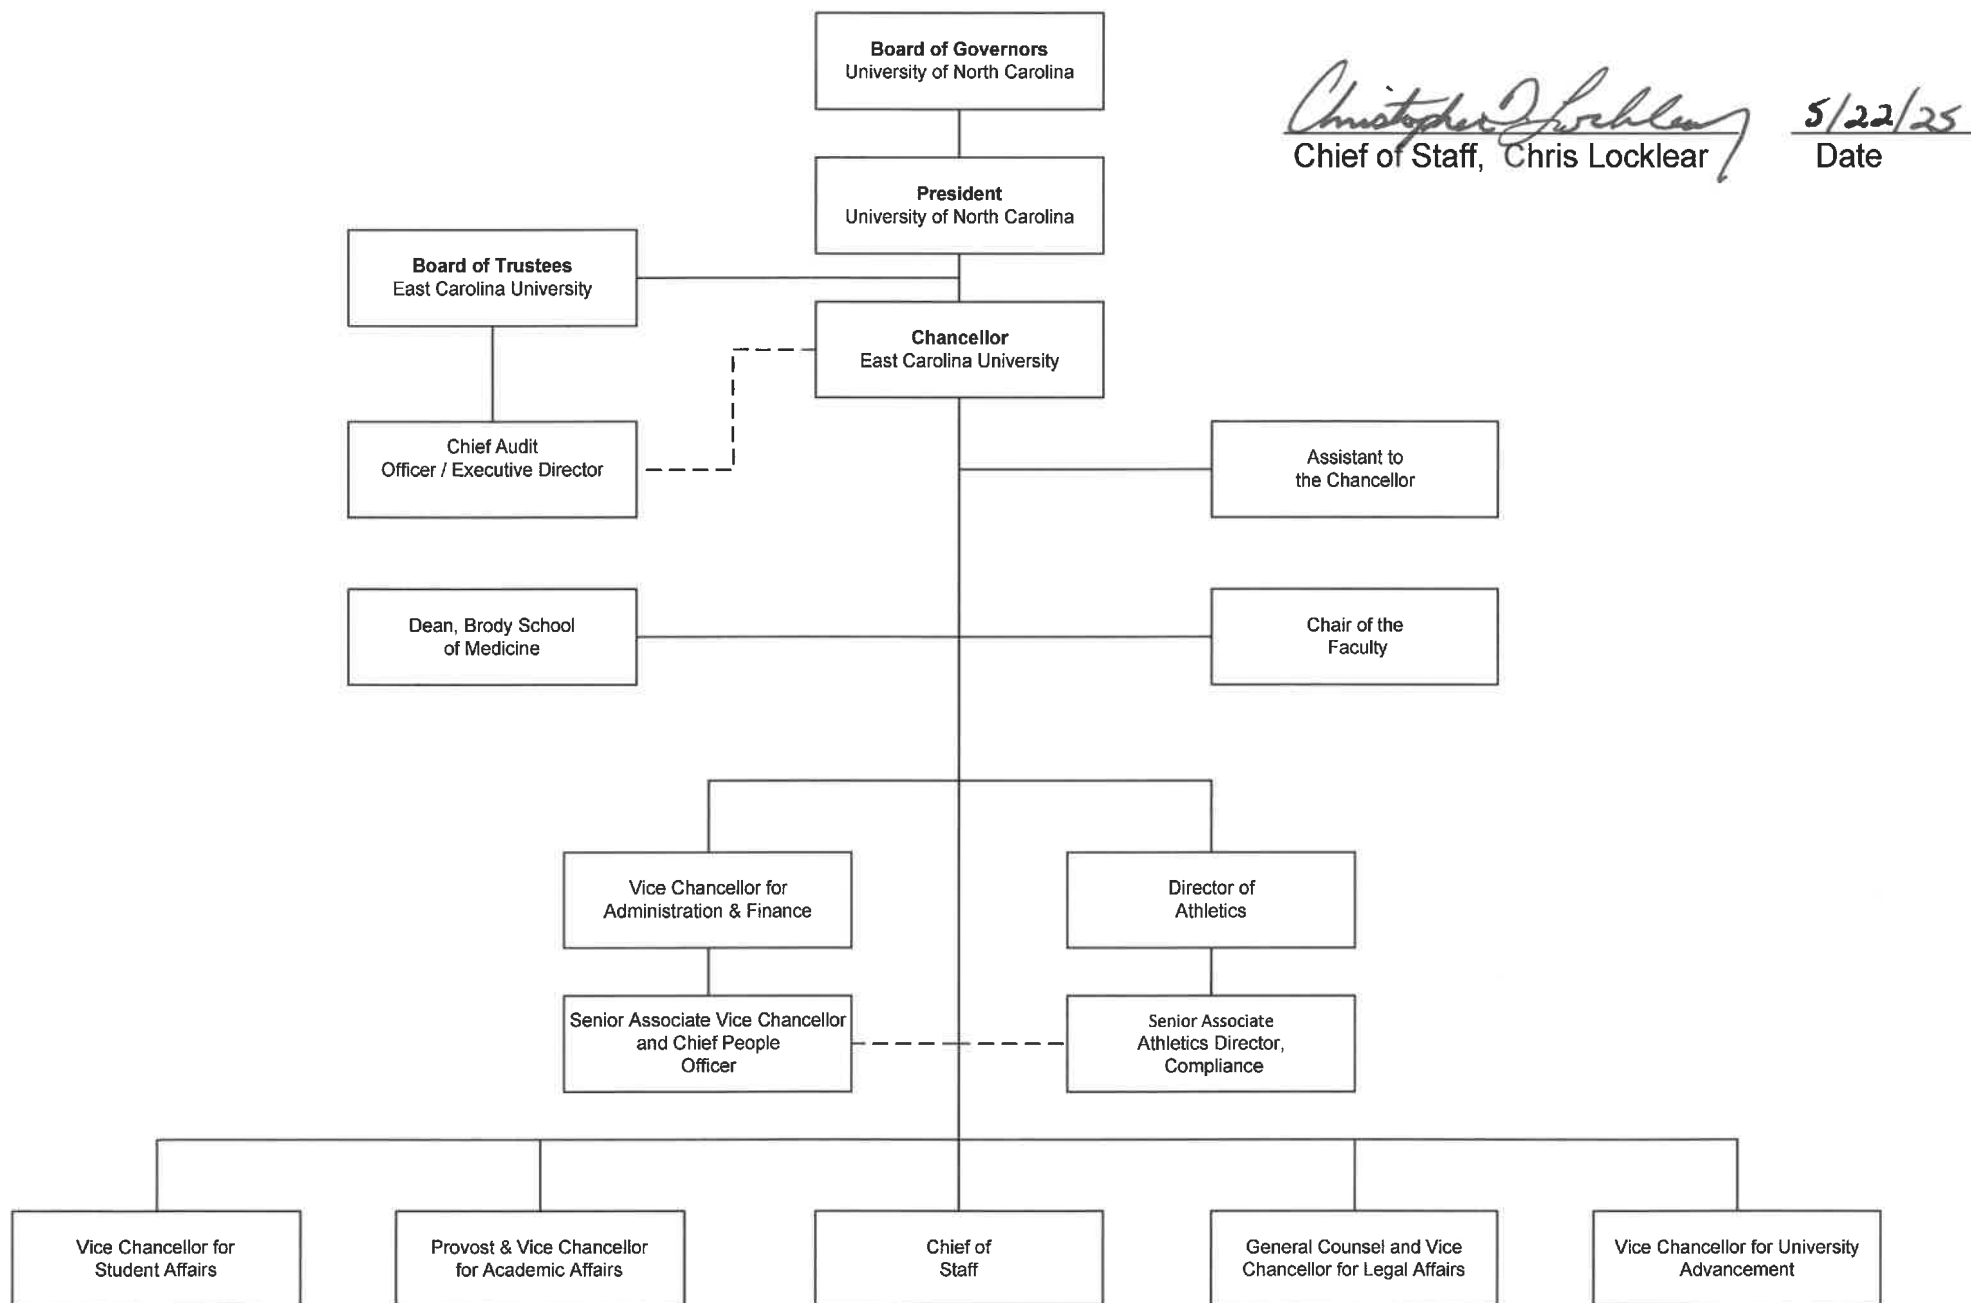 Board of Governors
University of North Carolina
Christopher D Locklear
5/22/25
Chief of Staff, Chris Locklear
Date
President
University of North Carolina
Board of Trustees
East Carolina University
Chancellor
East Carolina University
Chief Audit
Officer / Executive Director
Assistant to
the Chancellor
Dean, Brody School
of Medicine
Chair of the
Faculty
Vice Chancellor for
Administration & Finance
Director of
Athletics
Senior Associate Vice Chancellor
and Chief People
Officer
Senior Associate
Athletics Director,
Compliance
Vice Chancellor for
Student Affairs
Provost & Vice Chancellor
for Academic Affairs
Chief of
Staff
General Counsel and Vice
Chancellor for Legal Affairs
Vice Chancellor for University
Advancement